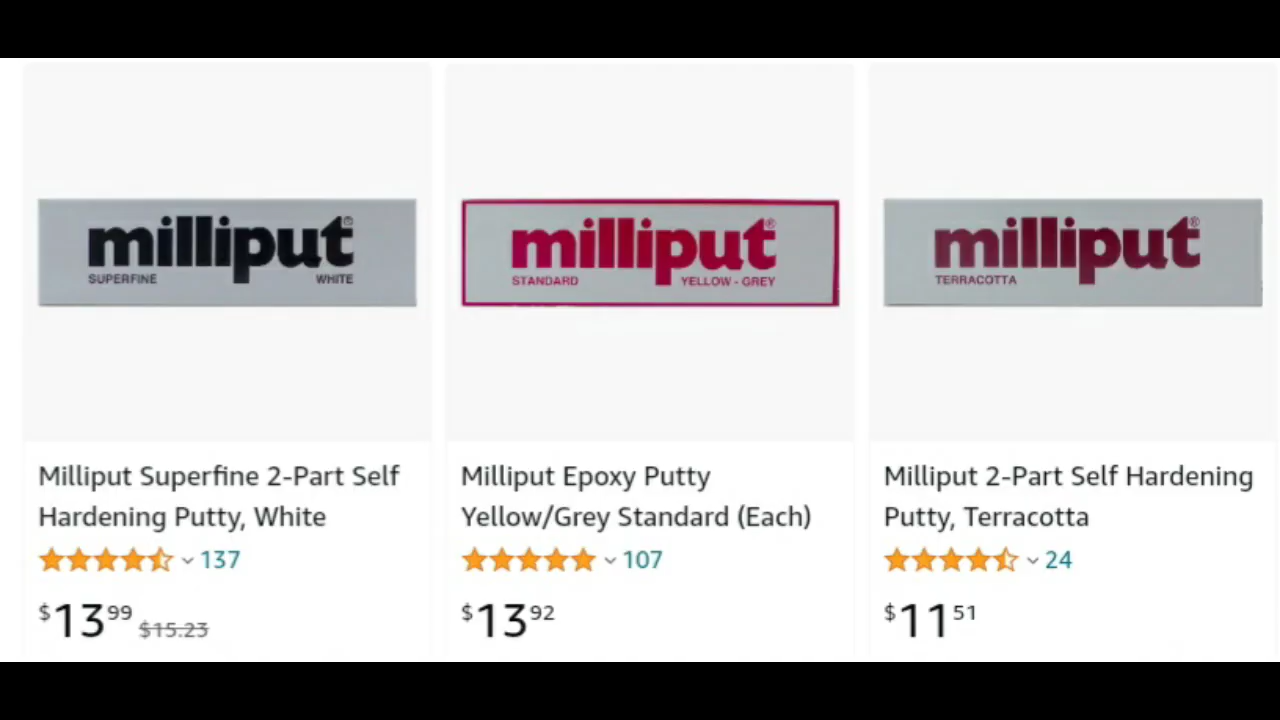 milliput®
SUPERFINE WHITE
milliput®
STANDARD YELLOW - GREY
milliput®
TERRACOTTA
Milliput Superfine 2-Part Self
Hardening Putty, White
137
$13 99 $15.23
Milliput Epoxy Putty
Yellow/Grey Standard (Each)
107
$13 92
Milliput 2-Part Self Hardening
Putty, Terracotta
24
$11 51